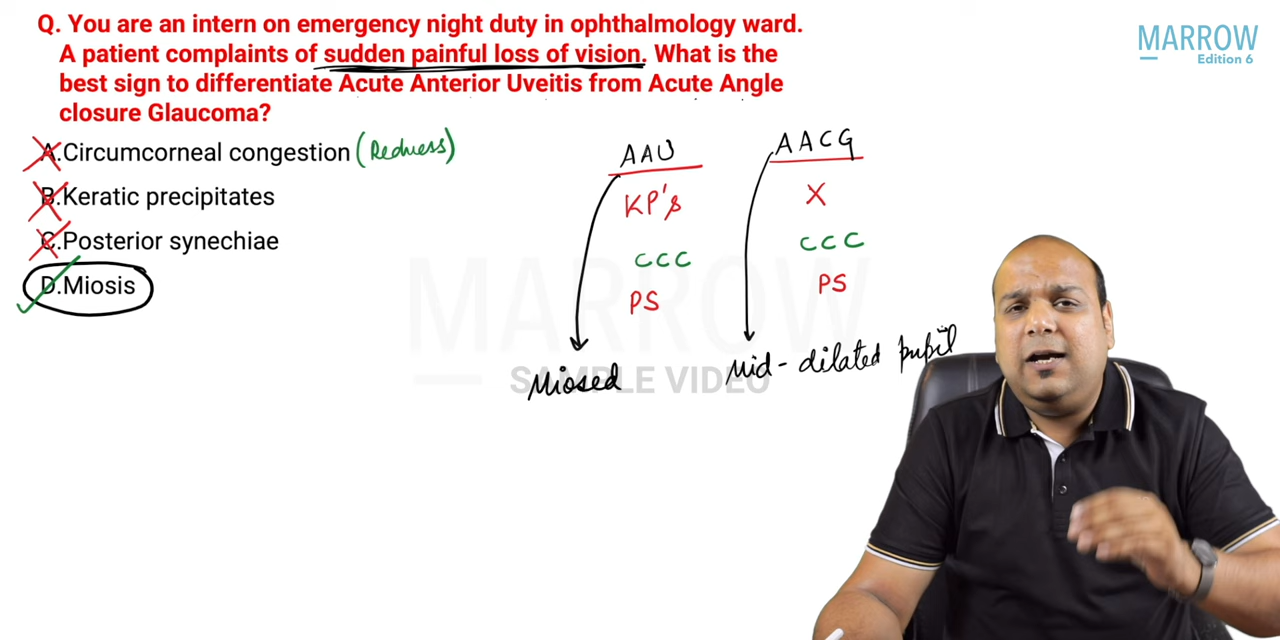 Q. You are an intern on emergency night duty in ophthalmology ward.
A patient complaints of sudden painful loss of vision. What is the
best sign to differentiate Acute Anterior Uveitis from Acute Angle
closure Glaucoma?
A.Circumcorneal congestion (Redness)
B.Keratic precipitates
C.Posterior synechiae
D.Miosis
AAU
KP's
CCC
PS
Miosed
AACG
X
CCC
PS
Mid-dilated pupil
MARROW
Edition 6
MARROW
SAMPLE VIDEO